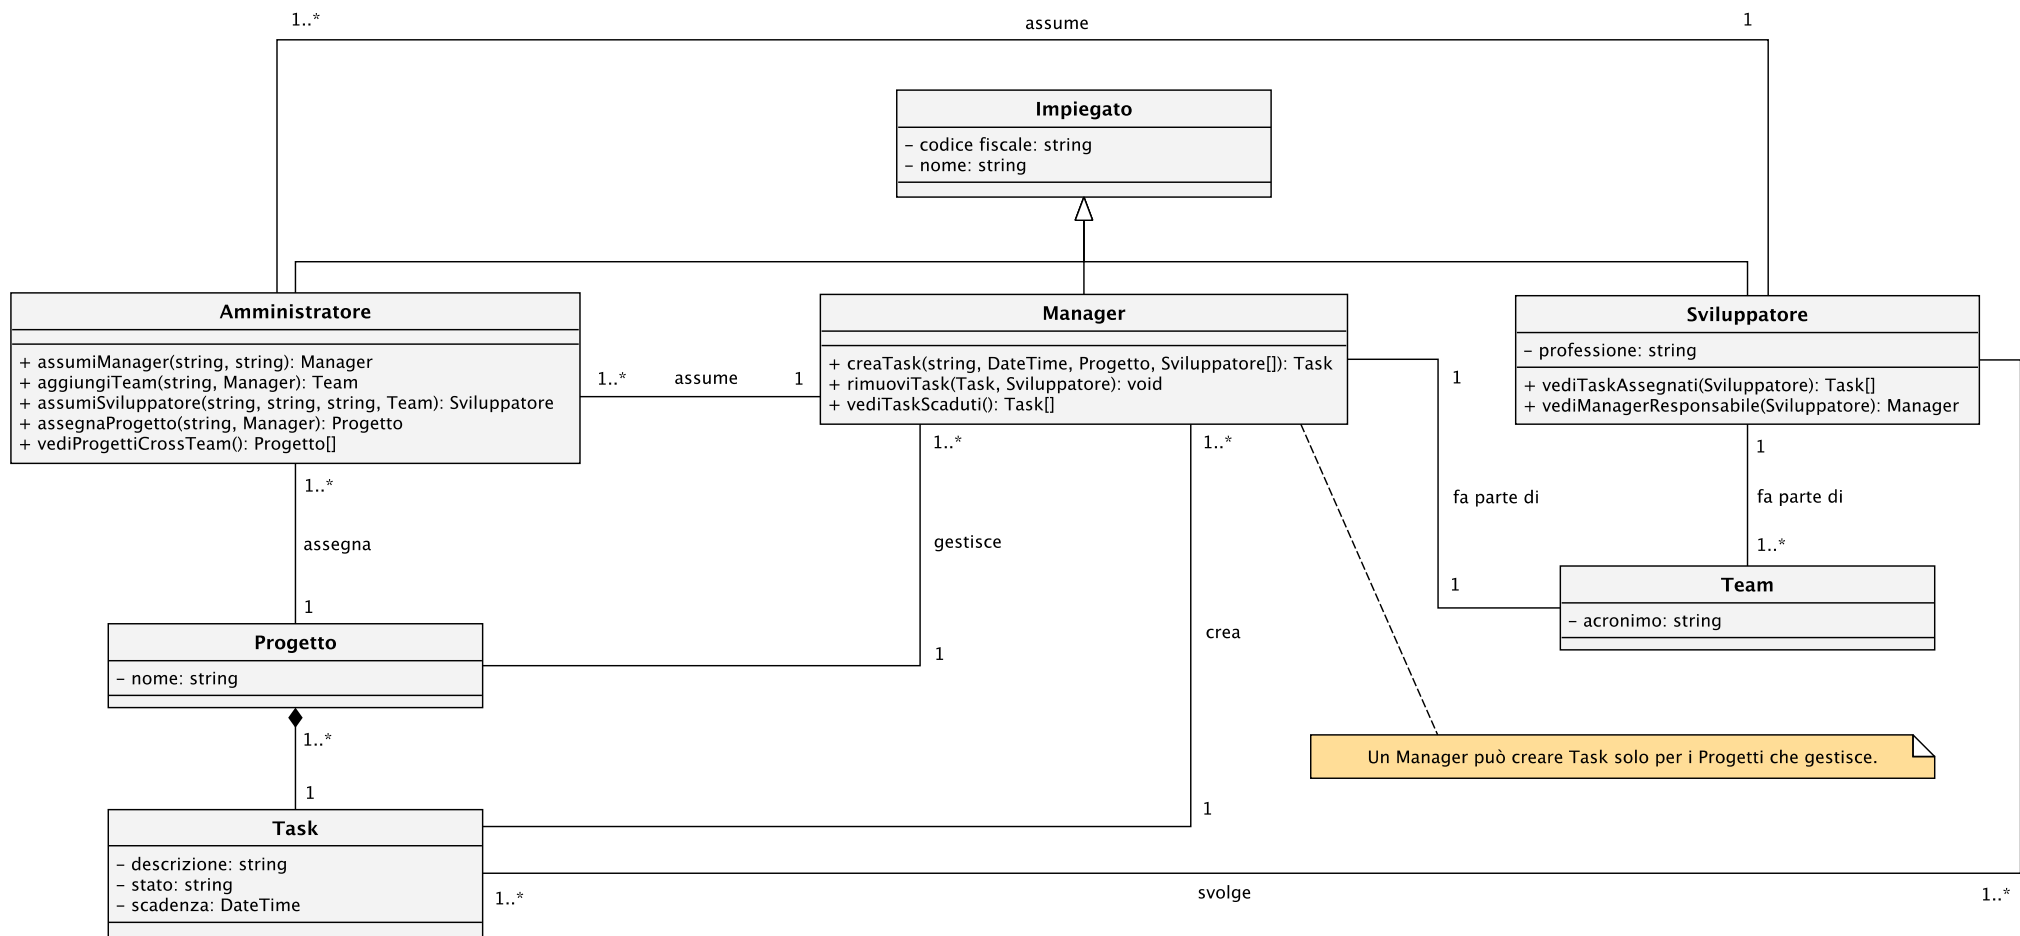 1..*
assume
1
Impiegato
– codice fiscale: string
– nome: string
Amministratore
+ assumiManager(string, string): Manager
+ aggiungiTeam(string, Manager): Team
+ assumiSviluppatore(string, string, string, Team): Sviluppatore
+ assegnaProgetto(string, Manager): Progetto
+ vediProgettiCrossTeam(): Progetto[]
1..*
assume
1
Manager
+ creaTask(string, DateTime, Progetto, Sviluppatore[]): Task
+ rimuoviTask(Task, Sviluppatore): void
+ vediTaskScaduti(): Task[]
Sviluppatore
– professione: string
+ vediTaskAssegnati(Sviluppatore): Task[]
+ vediManagerResponsabile(Sviluppatore): Manager
1..*
assegna
1
1..*
gestisce
1
1..*
crea
1
1
fa parte di
1
1
fa parte di
1..*
Team
– acronimo: string
Progetto
– nome: string
1..*
1
Un Manager può creare Task solo per i Progetti che gestisce.
Task
– descrizione: string
– stato: string
– scadenza: DateTime
1..*
svolge
1..*